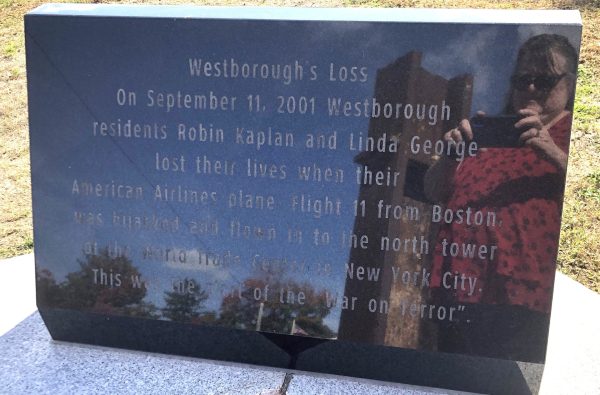 Westborough's Loss
On September 11, 2001 Westborough
residents Robin Kaplan and Linda George
lost their lives when their
American Airlines plane, Flight 11 from Boston,
was hijacked and flown in to the north tower
of the World Trade Center in New York City.
This was the start of the "War on Terror".